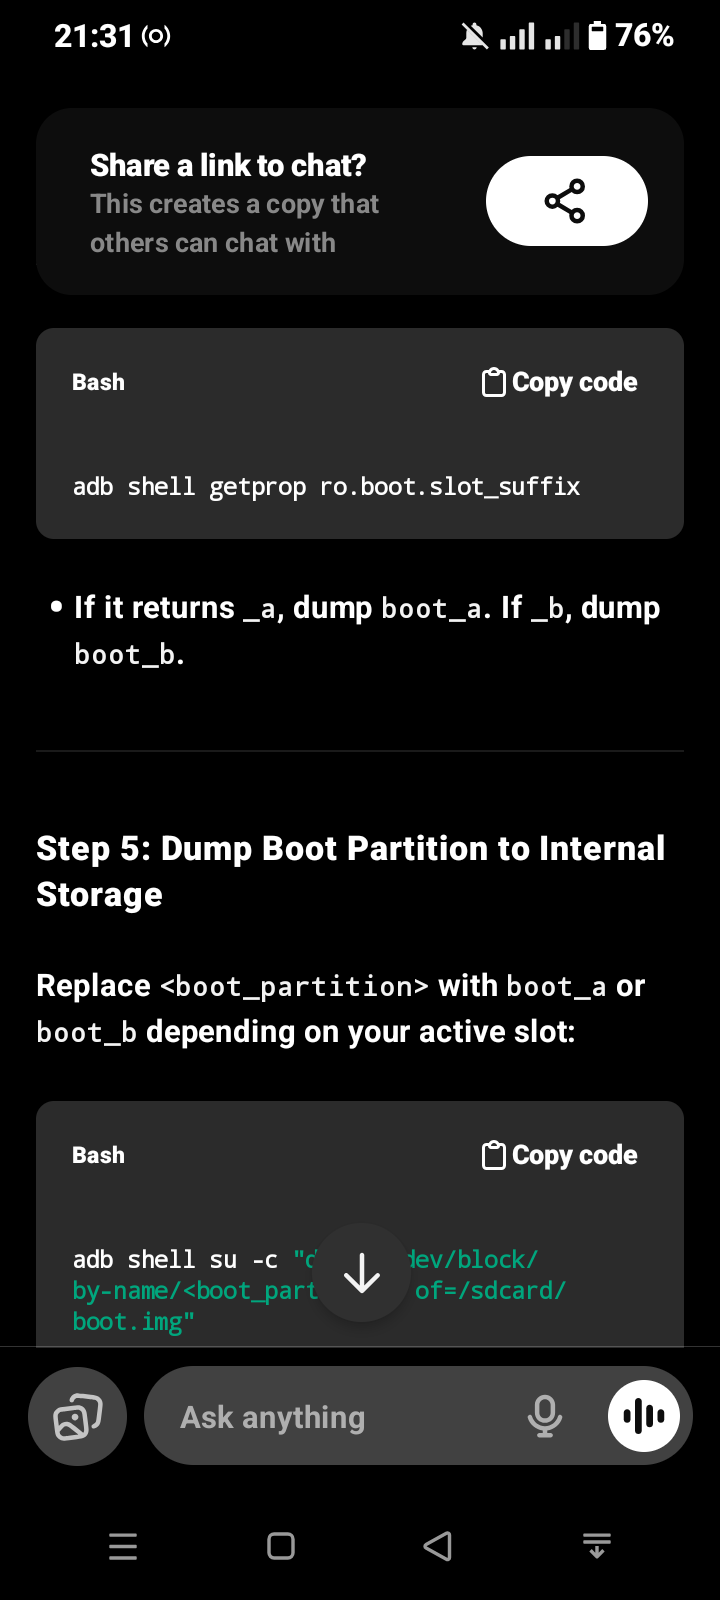 21:31
76%
Share a link to chat?
This creates a copy that
others can chat with
Bash
Copy code
adb shell getprop ro.boot.slot_suffix
• If it returns _a, dump boot_a. If _b, dump
boot_b.
Step 5: Dump Boot Partition to Internal
Storage
Replace <boot_partition> with boot_a or
boot_b depending on your active slot:
Bash
Copy code
adb shell su -c dev/block/
by-name/ of=/sdcard/
boot.img"
Ask anything